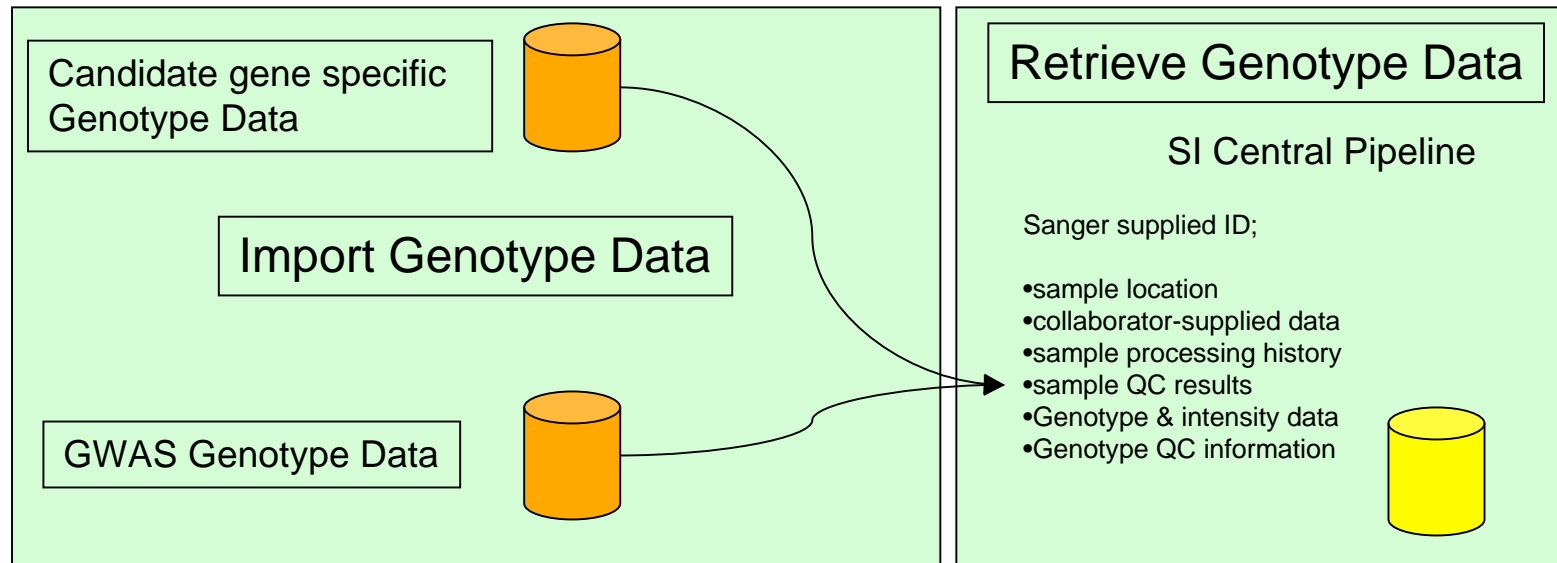 Candidate gene specific
Genotype Data
Import Genotype Data
GWAS Genotype Data
Retrieve Genotype Data
SI Central Pipeline
Sanger supplied ID;
•sample location
•collaborator-supplied data
•sample processing history
•sample QC results
•Genotype & intensity data
•Genotype QC information